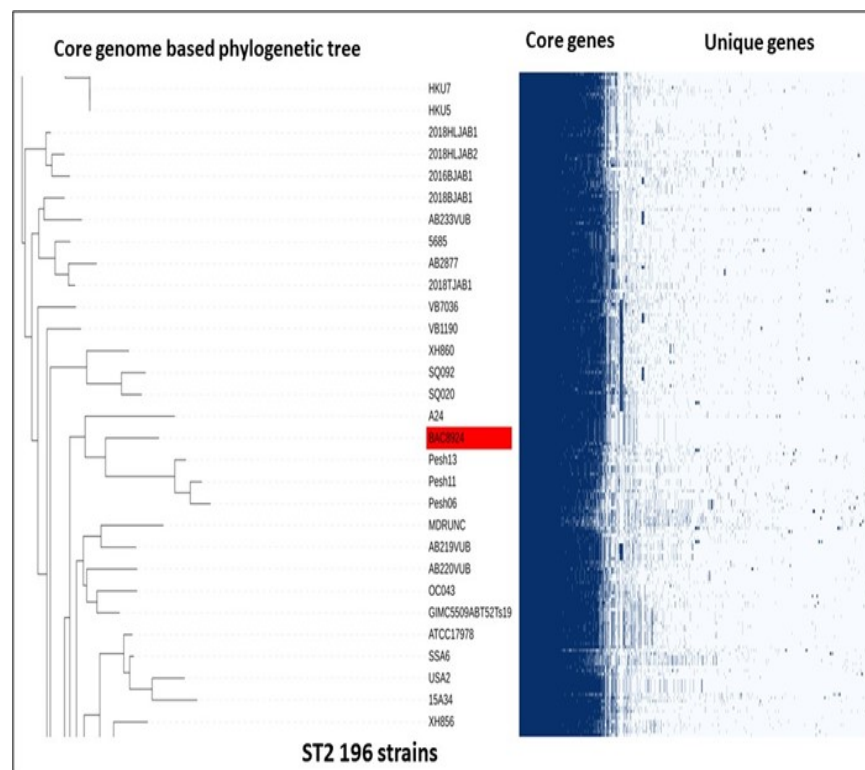 Core genome based phylogenetic tree
Core genes
Unique genes
HKU7
HKU5
2018HLJAB1
2018HLJAB2
2016BJAB1
2018BJAB1
AB233VUB
5685
AB2877
2018TJAB1
VB7036
VB1190
XH860
SQ092
SQ020
A24
BAC8924
Pesh13
Pesh11
Pesh06
MDRUNC
AB219VUB
AB220VUB
OC043
GIMC5509ABT52Ts19
ATCC17978
SSA6
USA2
15A34
XH856
ST2 196 strains